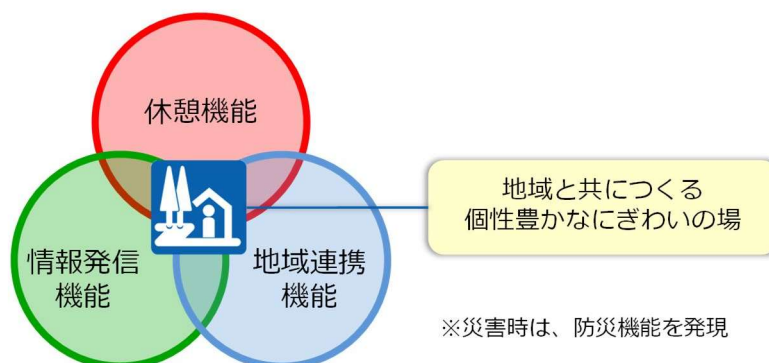 休憩機能
情報発信
機能
地域連携
機能
地域と共につくる
個性豊かなにぎわいの場
※災害時は、防災機能を発現